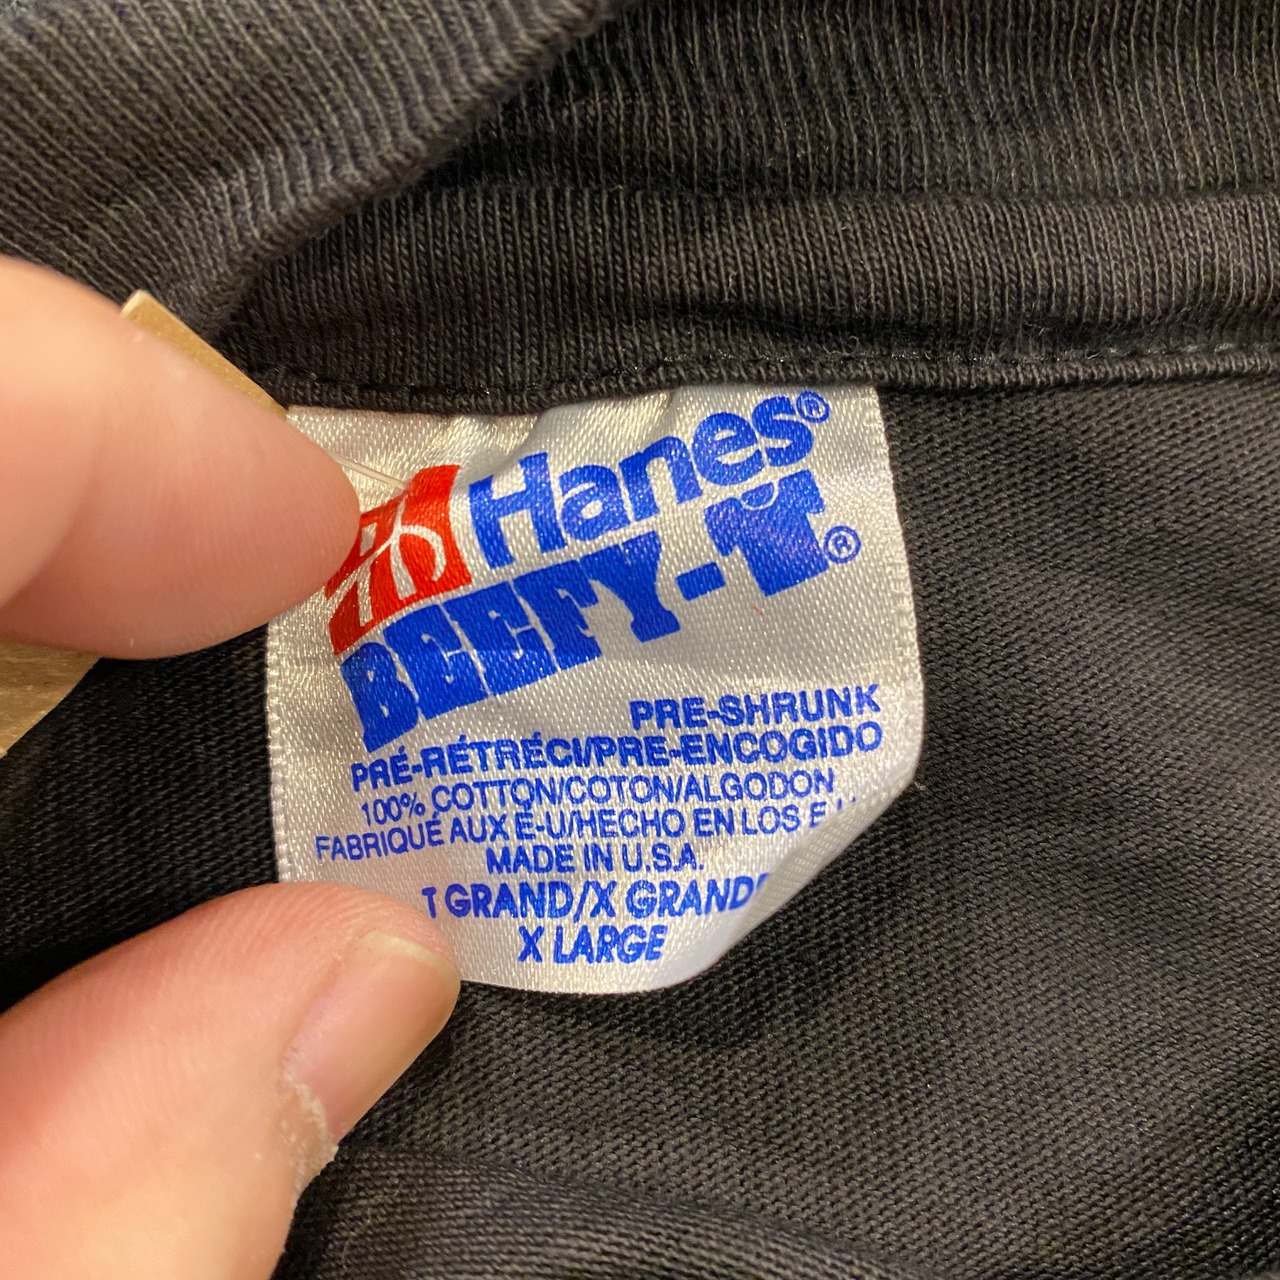 Hanes®
BEEFY-T®
PRE-SHRUNK
PRÉ-RÉTRÉCI/PRE-ENCOGIDO
100% COTTON/COTON/ALGODON
FABRIQUÉ AUX É-U/HECHO EN LOS
MADE IN U.S.A.
T GRAND/X GRANDE
X LARGE